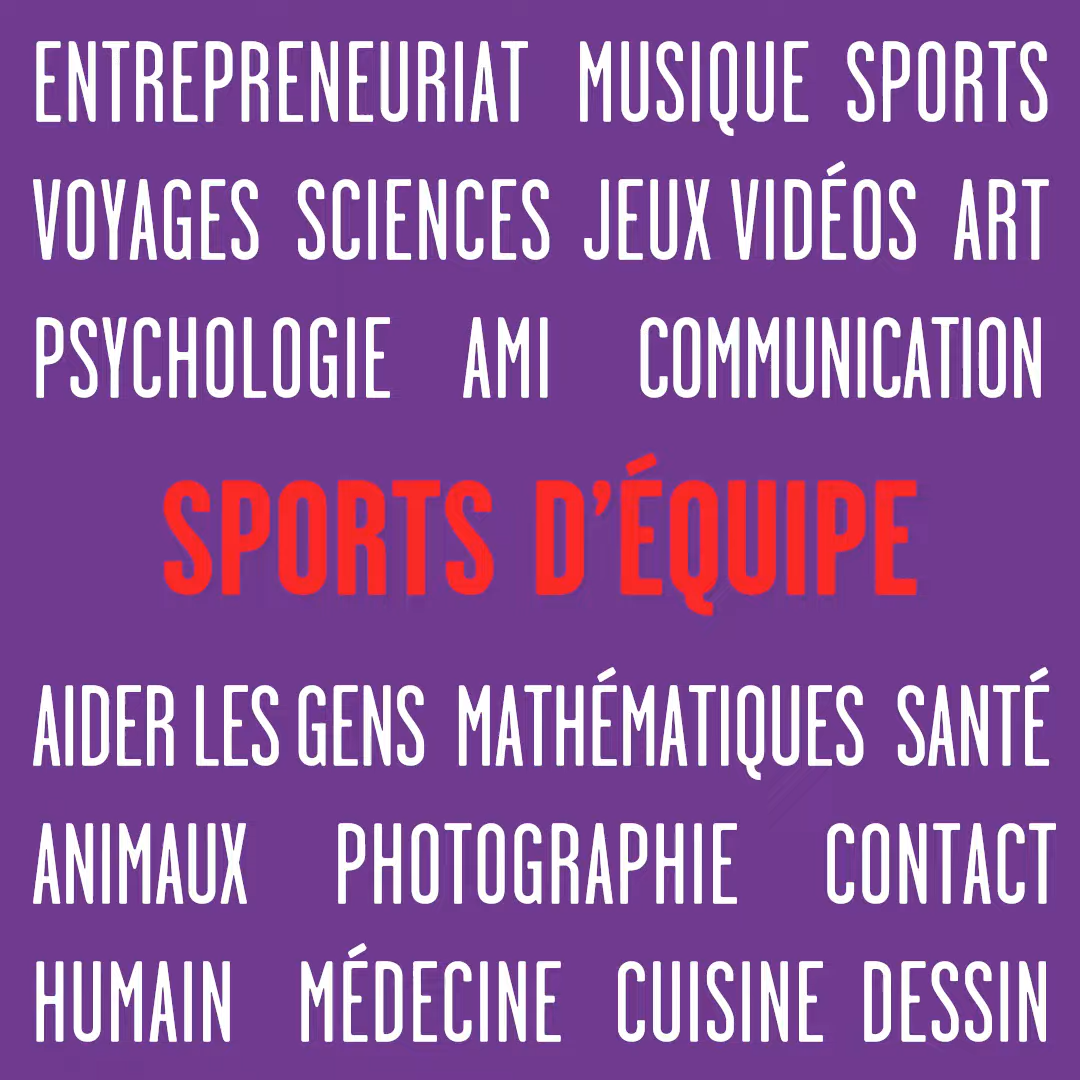 ENTREPRENEURIAT MUSIQUE SPORTS
VOYAGES SCIENCES JEUX VIDÉOS ART
PSYCHOLOGIE AMI COMMUNICATION
SPORTS D'ÉQUIPE
AIDER LES GENS MATHÉMATIQUES SANTÉ
ANIMAUX PHOTOGRAPHIE CONTACT
HUMAIN MÉDECINE CUISINE DESSIN